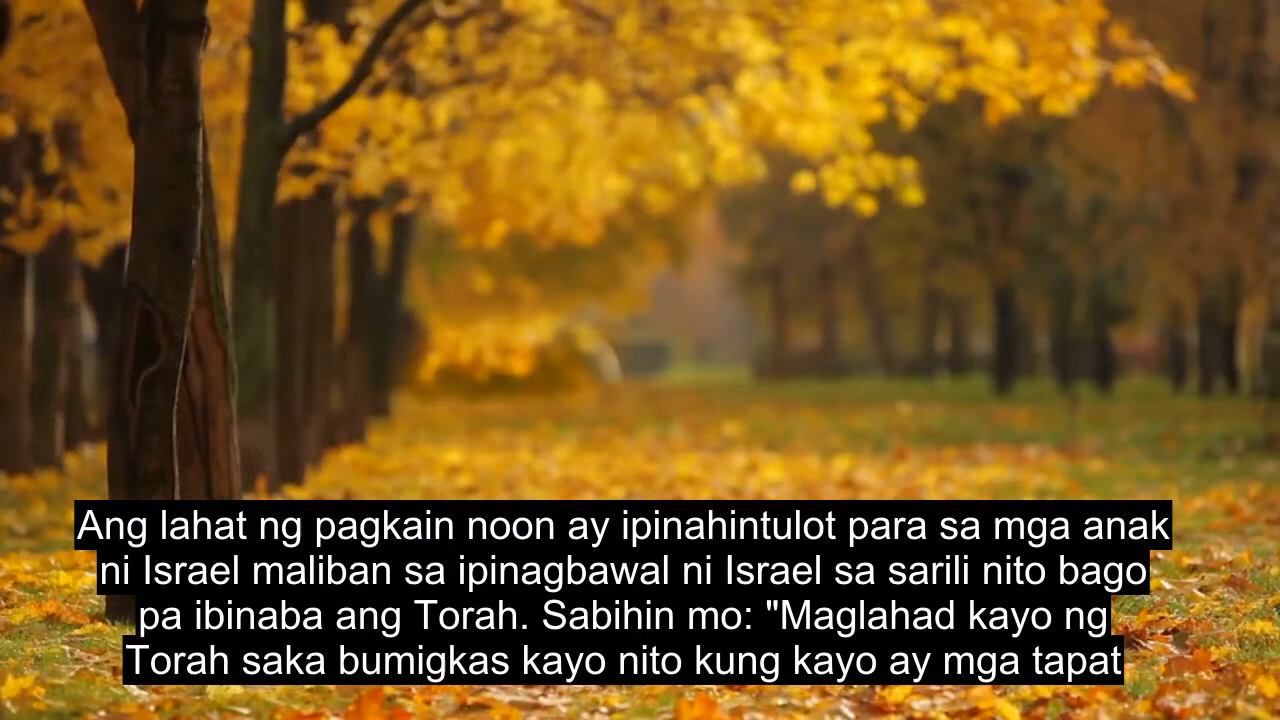 Ang lahat ng pagkain noon ay ipinahintulot para sa mga anak
ni Israel maliban sa ipinagbawal ni Israel sa sarili nito bago
pa ibinaba ang Torah. Sabihin mo: "Maglahad kayo ng
Torah saka bumigkas kayo nito kung kayo ay mga tapat